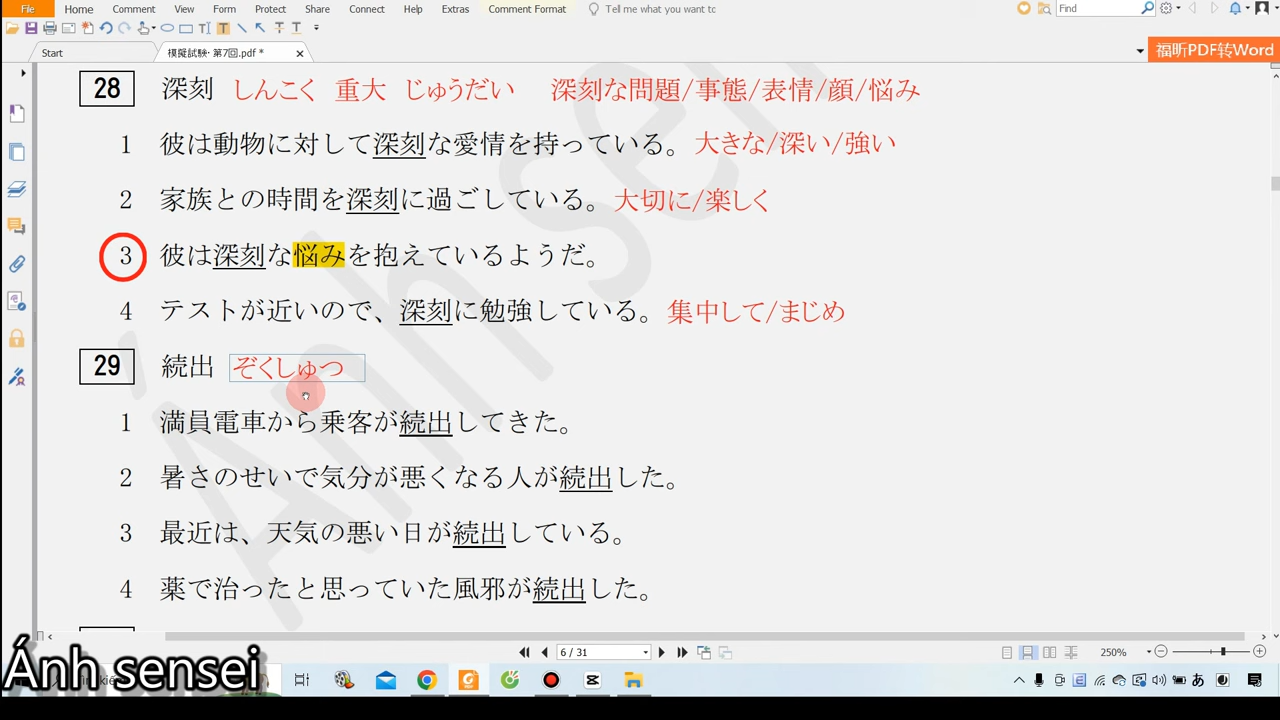 File Home Comment View Form Protect Share Connect Help Extras Comment Format Tell me what you want to Find
Start 模擬試験· 第7回.pdf * 福昕PDF转Word
28 深刻 しんこく 重大 じゅうだい 深刻な問題/事態/表情/顔/悩み
1 彼は動物に対して深刻な愛情を持っている。 大きな/深い/強い
2 家族との時間を深刻に過ごしている。 大切に/楽しく
3 彼は深刻な悩みを抱えているようだ。
4 テストが近いので、深刻に勉強している。 集中して/まじめ
29 続出 ぞくしゅつ
1 満員電車から乗客が続出してきた。
2 暑さのせいで気分が悪くなる人が続出した。
3 最近は、天気の悪い日が続出している。
4 薬で治ったと思っていた風邪が続出した。
6 / 31 250%
Ánh sensei
Ánh sen